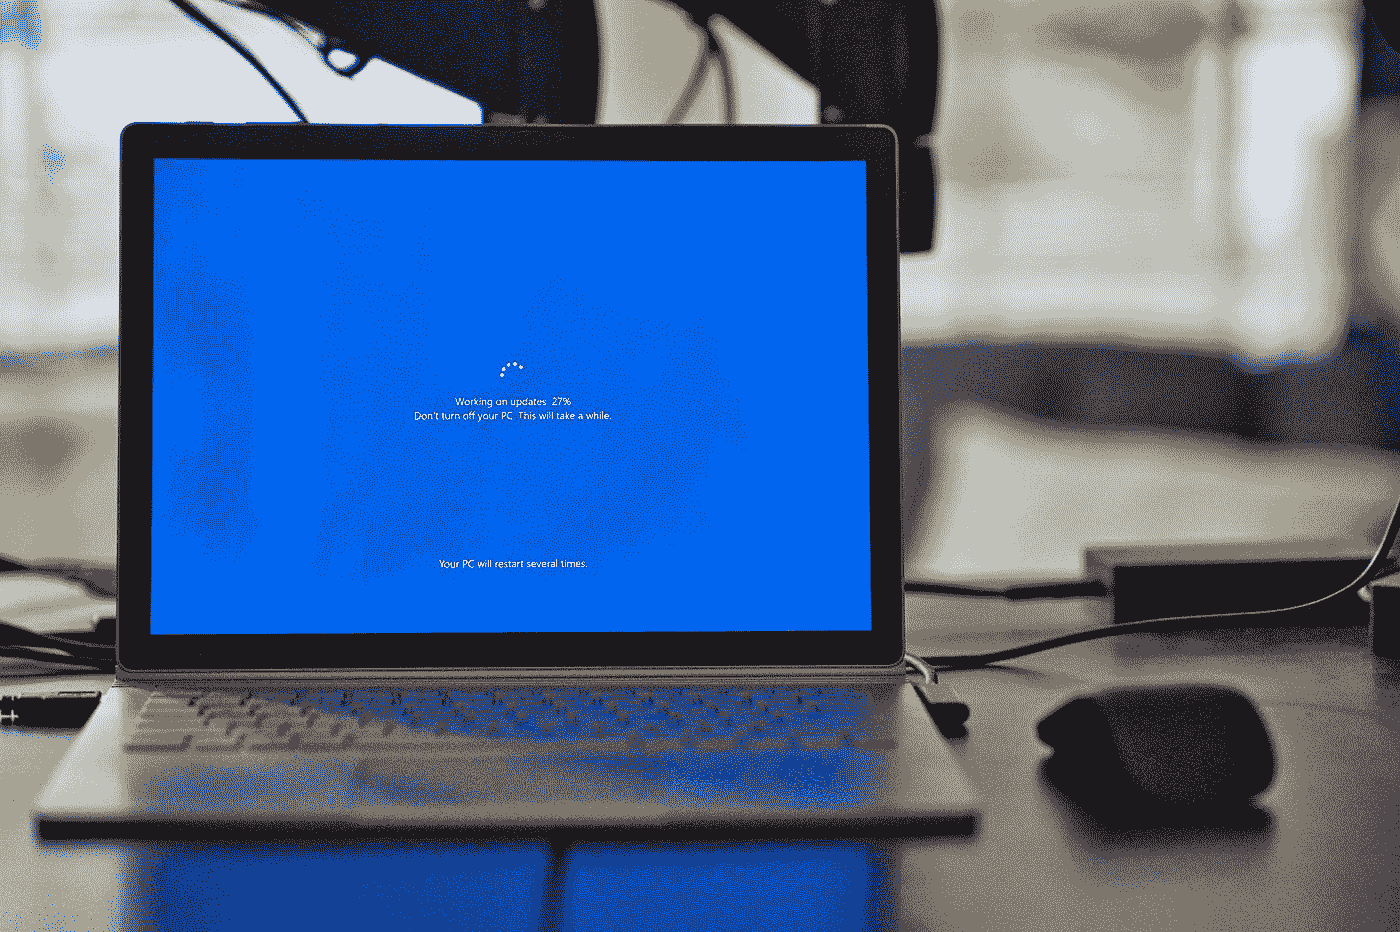 Working on updates 27%
Don't turn off your PC. This will take a while.
Your PC will restart several times.